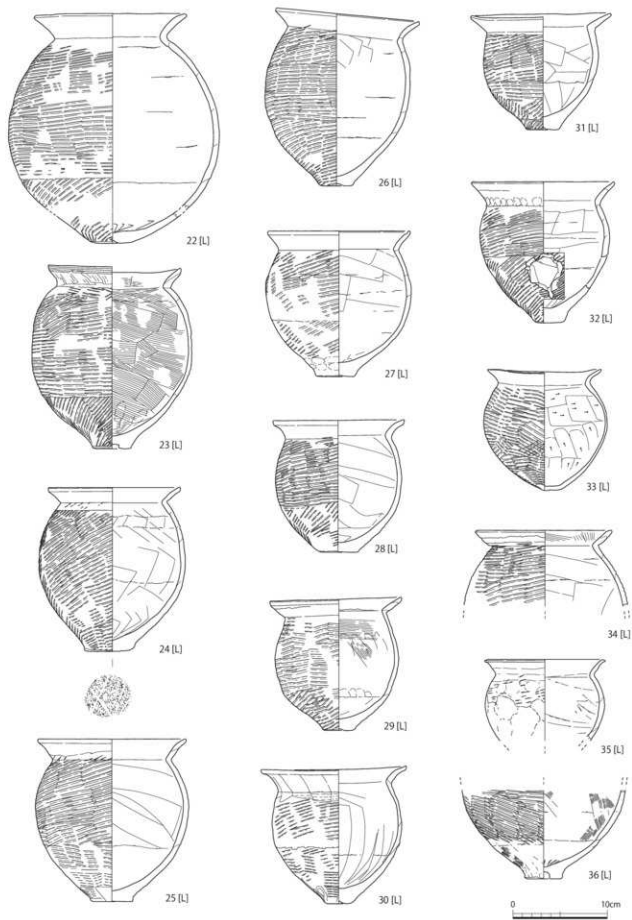 22 [L]
23 [L]
24 [L]
25 [L]
26 [L]
27 [L]
28 [L]
29 [L]
30 [L]
31 [L]
32 [L]
33 [L]
34 [L]
35 [L]
36 [L]
0 10cm